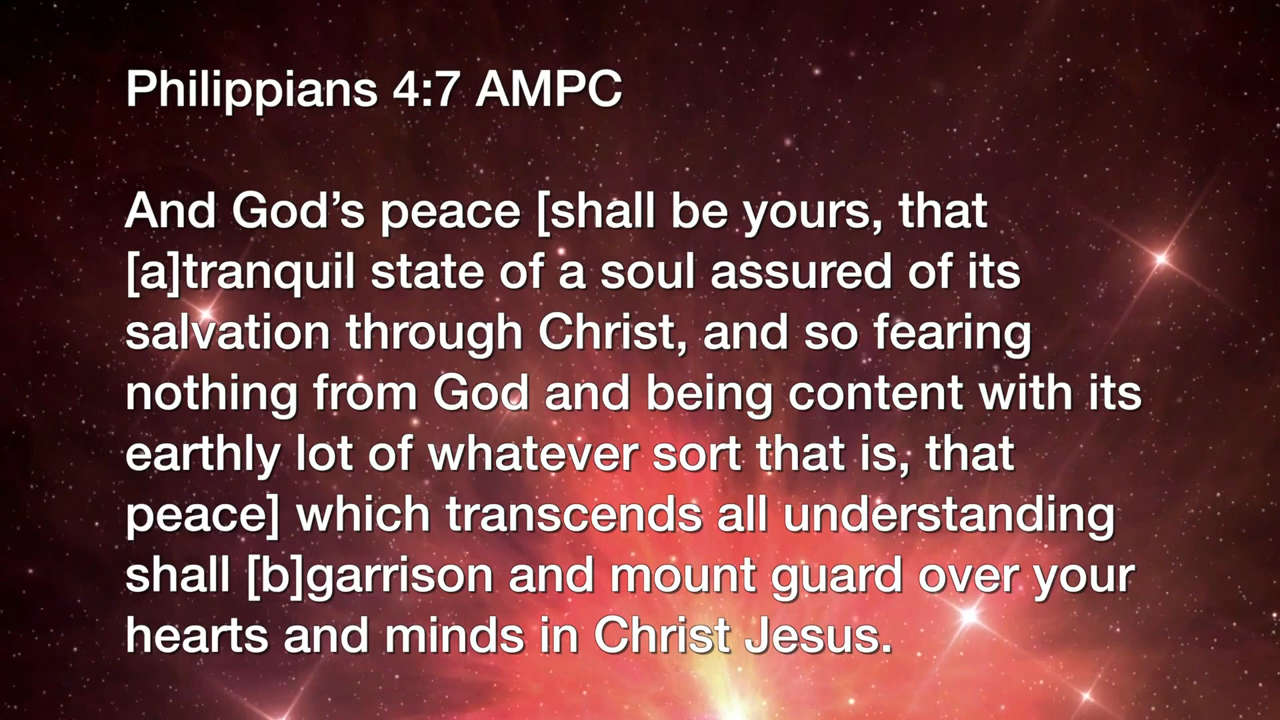 Philippians 4:7 AMPC
And God’s peace [shall be yours, that
[a]tranquil state of a soul assured of its
salvation through Christ, and so fearing
nothing from God and being content with its
earthly lot of whatever sort that is, that
peace] which transcends all understanding
shall [b]garrison and mount guard over your
hearts and minds in Christ Jesus.